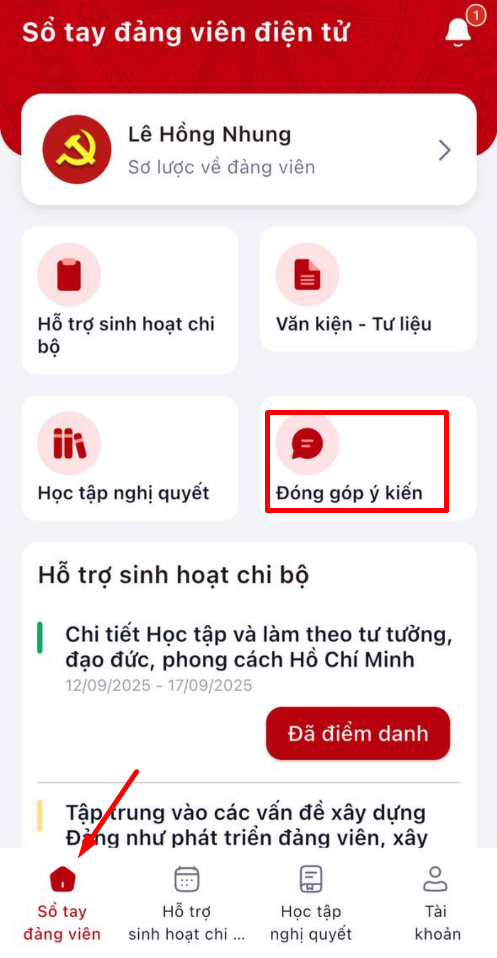 Sổ tay đảng viên điện tử
1
Lê Hồng Nhung
Sơ lược về đảng viên
Hỗ trợ sinh hoạt chi
bộ
Văn kiện - Tư liệu
Học tập nghị quyết
Đóng góp ý kiến
Hỗ trợ sinh hoạt chi bộ
Chi tiết Học tập và làm theo tư tưởng,
đạo đức, phong cách Hồ Chí Minh
12/09/2025 - 17/09/2025
Đã điểm danh
Tập trung vào các vấn đề xây dựng
Đảng như phát triển đảng viên, xây
Sổ tay
đảng viên
Hỗ trợ
sinh hoạt chi ...
Học tập
nghị quyết
Tài
khoản